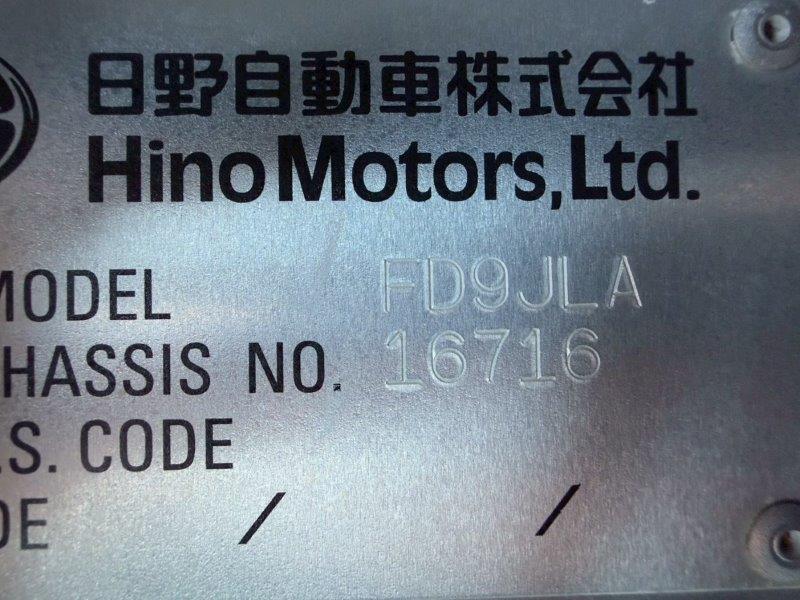 日野自動車株式会社
Hino Motors, Ltd.
MODEL FD9JLA
HASSIS NO. 16716
.S. CODE
DE / /